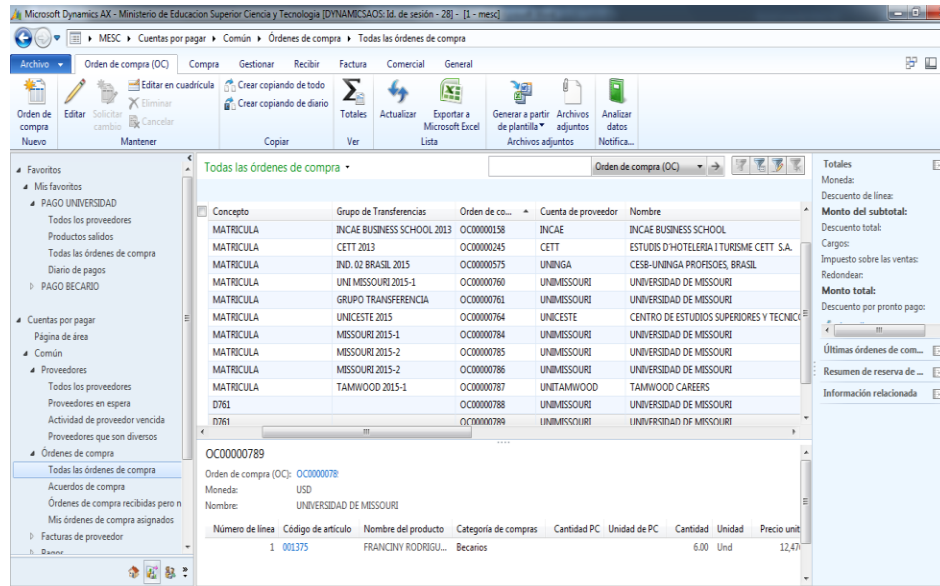 Microsoft Dynamics AX - Ministerio de Educacion Superior Ciencia y Tecnologia [DYNAMICSAOS: Id. de sesión - 28] - [1 - mesc]
MESC Cuentas por pagar Común Órdenes de compra Todas las órdenes de compra
Archivo Orden de compra (OC) Compra Gestionar Recibir Factura Comercial General
Orden de compra
Editar
Solicitar cambio
Editar en cuadrícula
Eliminar
Cancelar
Crear copiando de todo
Crear copiando de diario
Totales
Actualizar
Exportar a Microsoft Excel
Generar a partir de plantilla
Archivos adjuntos
Analizar datos
Nuevo Mantener Copiar Ver Lista Archivos adjuntos Notifica...
Favoritos
Mis favoritos
PAGO UNIVERSIDAD
Todos los proveedores
Productos salidos
Todas las órdenes de compra
Diario de pagos
PAGO BECARIO
Cuentas por pagar
Página de área
Común
Proveedores
Todos los proveedores
Proveedores en espera
Actividad de proveedor vencida
Proveedores que son diversos
Órdenes de compra
Todas las órdenes de compra
Acuerdos de compra
Órdenes de compra recibidas pero n
Mis órdenes de compra asignados
Facturas de proveedor
Pagos
Todas las órdenes de compra
Orden de compra (OC)
Concepto Grupo de Transferencias Orden de co... Cuenta de proveedor Nombre
MATRICULA INCAE BUSINESS SCHOOL 2013 OC00000158 INCAE INCAE BUSINESS SCHOOL
MATRICULA CETT 2013 OC00000245 CETT ESTUDIS D'HOTELERIA I TURISME CETT S.A.
MATRICULA IND. 02 BRASIL 2015 OC00000575 UNINGA CESB-UNINGA PROFISOES, BRASIL
MATRICULA UNI MISSOURI 2015-1 OC00000760 UNIMISSOURI UNIVERSIDAD DE MISSOURI
MATRICULA GRUPO TRANSFERENCIA OC00000761 UNIMISSOURI UNIVERSIDAD DE MISSOURI
MATRICULA UNICESTE 2015 OC00000764 UNICESTE CENTRO DE ESTUDIOS SUPERIORES Y TECNICO
MATRICULA MISSOURI 2015-1 OC00000784 UNIMISSOURI UNIVERSIDAD DE MISSOURI
MATRICULA MISSOURI 2015-2 OC00000785 UNIMISSOURI UNIVERSIDAD DE MISSOURI
MATRICULA MISSOURI 2015-2 OC00000786 UNIMISSOURI UNIVERSIDAD DE MISSOURI
MATRICULA TAMWOOD 2015-1 OC00000787 UNITAMWOOD TAMWOOD CAREERS
D761 OC00000788 UNIMISSOURI UNIVERSIDAD DE MISSOURI
D761 OC00000789 UNIMISSOURI UNIVERSIDAD DE MISSOURI
OC00000789
Orden de compra (OC): OC0000078
Moneda: USD
Nombre: UNIVERSIDAD DE MISSOURI
Número de línea Código de artículo Nombre del producto Categoría de compras Cantidad PC Unidad de PC Cantidad Unidad Precio unit
1 001375 FRANCINY RODRIGU... Becarios 6.00 Und 12,47
Totales
Moneda:
Descuento de línea:
Monto del subtotal:
Descuento total:
Cargos:
Impuesto sobre las ventas:
Redondear:
Monto total:
Descuento por pronto pago:
Últimas órdenes de com...
Resumen de reserva de ...
Información relacionada